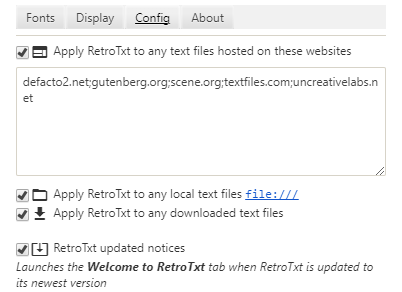 Fonts Display Config About
Apply RetroTxt to any text files hosted on these websites
defacto2.net;gutenberg.org;scene.org;textfiles.com;uncreativelabs.n
et
Apply RetroTxt to any local text files file:///
Apply RetroTxt to any downloaded text files
RetroTxt updated notices
Launches the Welcome to RetroTxt tab when RetroTxt is updated to
its newest version